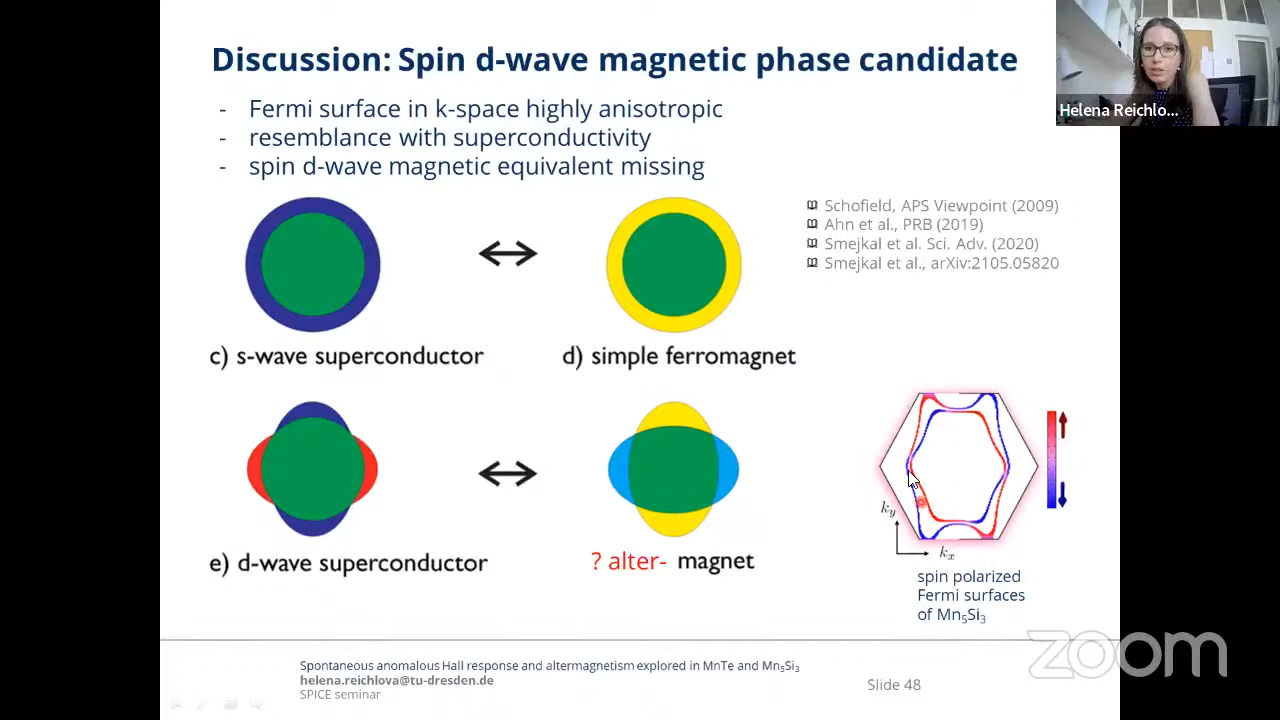 Discussion: Spin d-wave magnetic phase candidate
- Fermi surface in k-space highly anisotropic
- resemblance with superconductivity
- spin d-wave magnetic equivalent missing
Helena Reichlo...
Schofield, APS Viewpoint (2009)
Ahn et al., PRB (2019)
Smejkal et al. Sci. Adv. (2020)
Smejkal et al., arXiv:2105.05820
c) s-wave superconductor
d) simple ferromagnet
e) d-wave superconductor
? alter- magnet
k_y
k_x
spin polarized
Fermi surfaces
of Mn₅Si₃
Spontaneous anomalous Hall response and altermagnetism explored in MnTe and Mn₅Si₃
helena.reichlova@tu-dresden.de
SPICE seminar
Slide 48
zoom